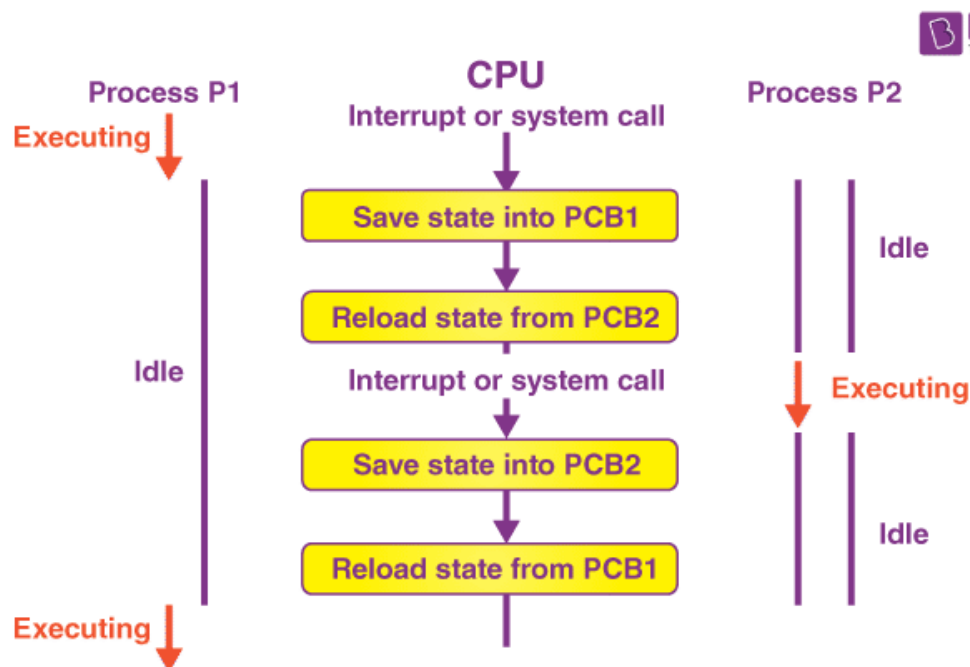 B
CPU
Process P1
Process P2
Interrupt or system call
Executing
Save state into PCB1
Idle
Reload state from PCB2
Idle
Interrupt or system call
Executing
Save state into PCB2
Idle
Reload state from PCB1
Executing